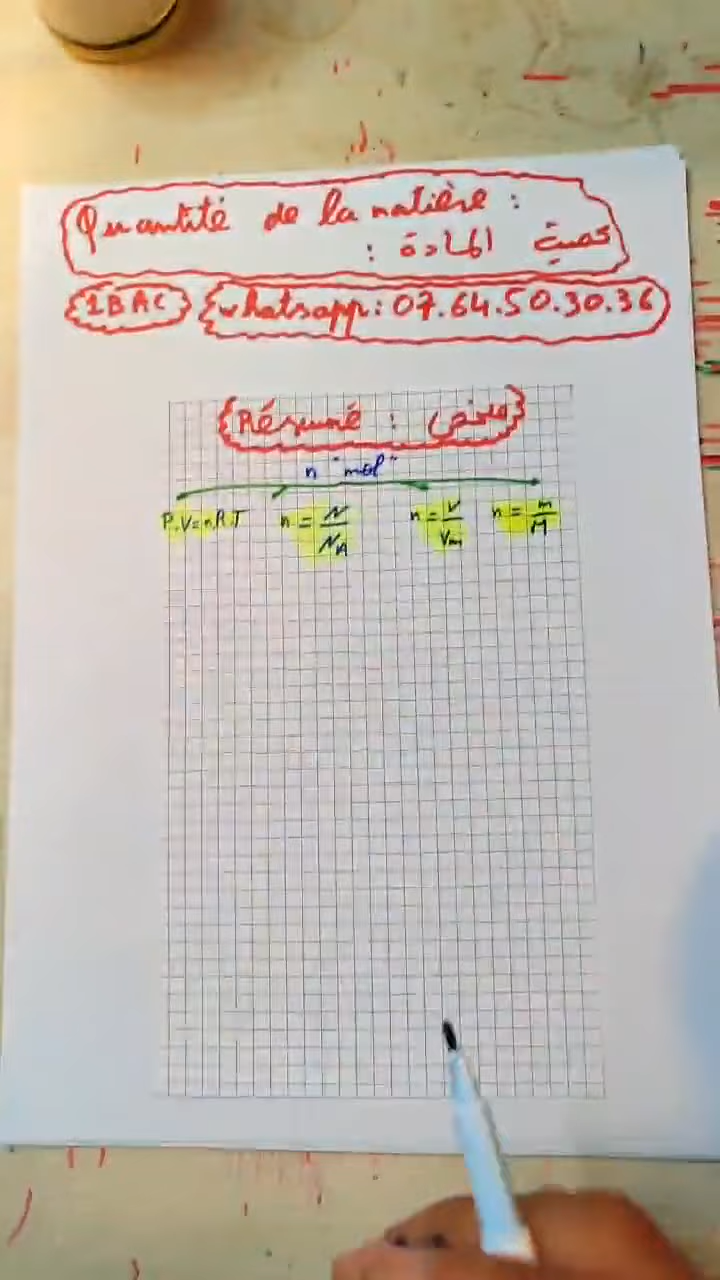 Quantité de la matière :
كمية المادة :
1BAC whatsapp: 07.64.50.30.36
Résumé : ملخص
n "mol"
P.V=n.R.T n = N/NA n = V/Vm n = m/M